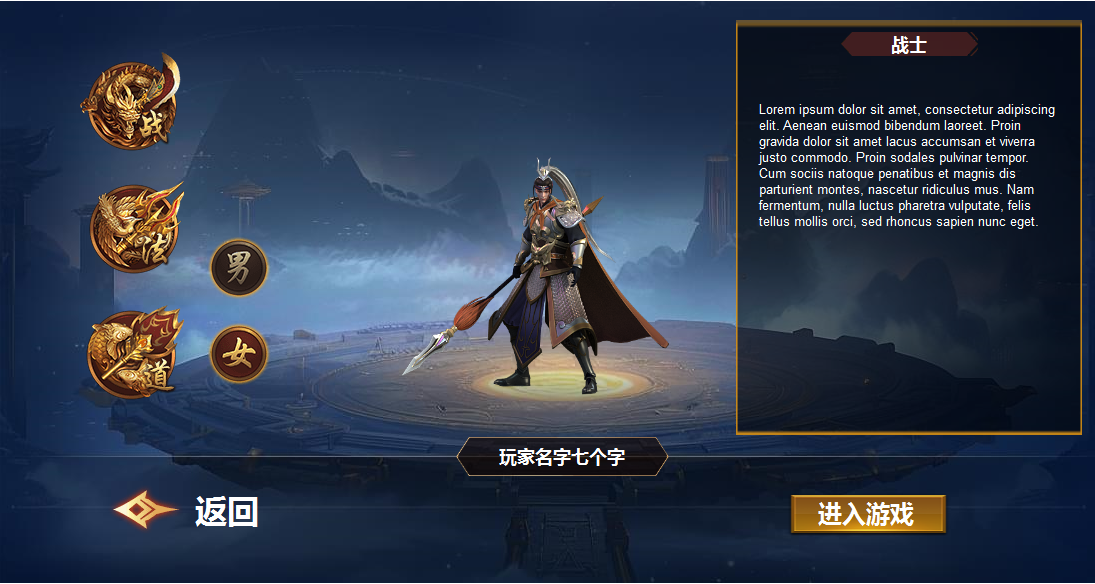 战
法
道
男
女
战士
Lorem ipsum dolor sit amet, consectetur adipiscing
elit. Aenean euismod bibendum laoreet. Proin
gravida dolor sit amet lacus accumsan et viverra
justo commodo. Proin sodales pulvinar tempor.
Cum sociis natoque penatibus et magnis dis
parturient montes, nascetur ridiculus mus. Nam
fermentum, nulla luctus pharetra vulputate, felis
tellus mollis orci, sed rhoncus sapien nunc eget.
玩家名字七个字
返回
进入游戏